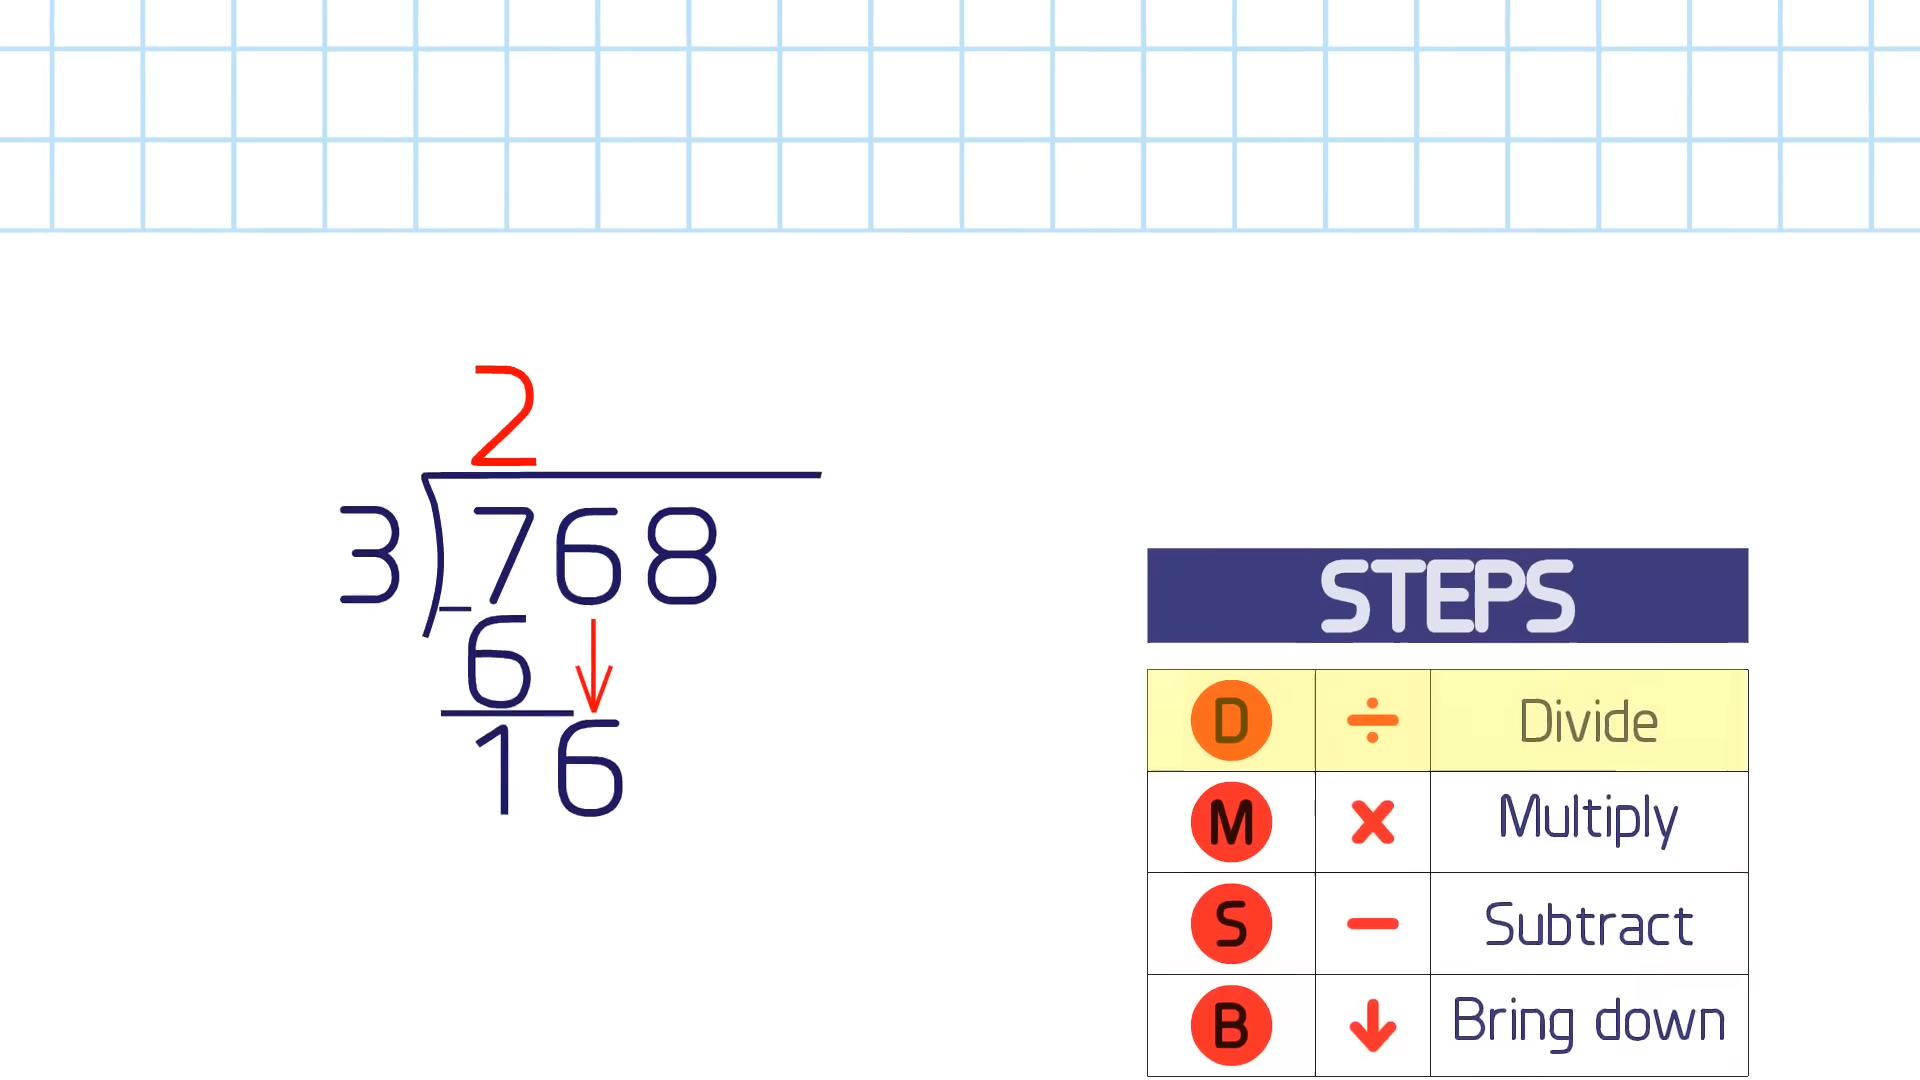 2
3 768
− 6
16
STEPS
D ÷ Divide
M × Multiply
S − Subtract
B ↓ Bring down